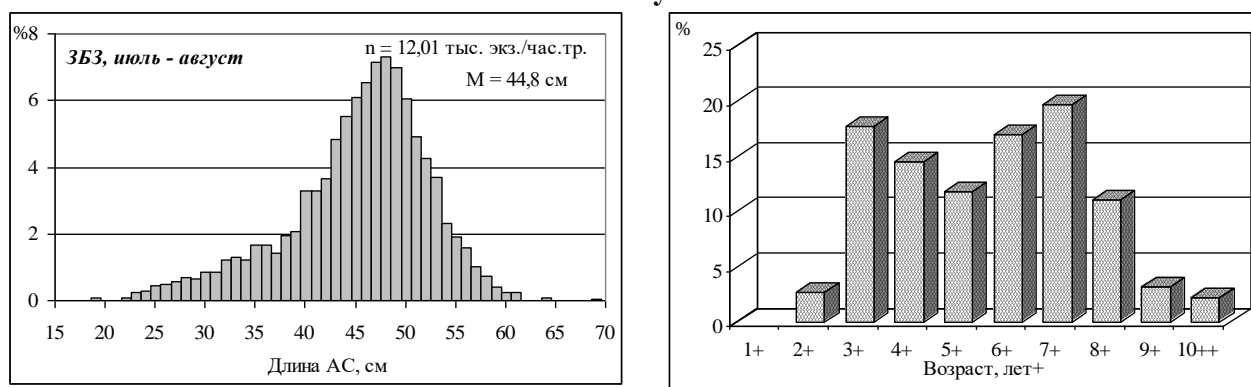 у
%8
ЗБЗ, июль - август
n = 12,01 тыс. экз./час.тр.
М = 44,8 см
6
4
2
0
15 20 25 30 35 40 45 50 55 60 65 70
Длина АС, см
%
25
20
15
10
5
0
1+ 2+ 3+ 4+ 5+ 6+ 7+ 8+ 9+ 10++
Возраст, лет+